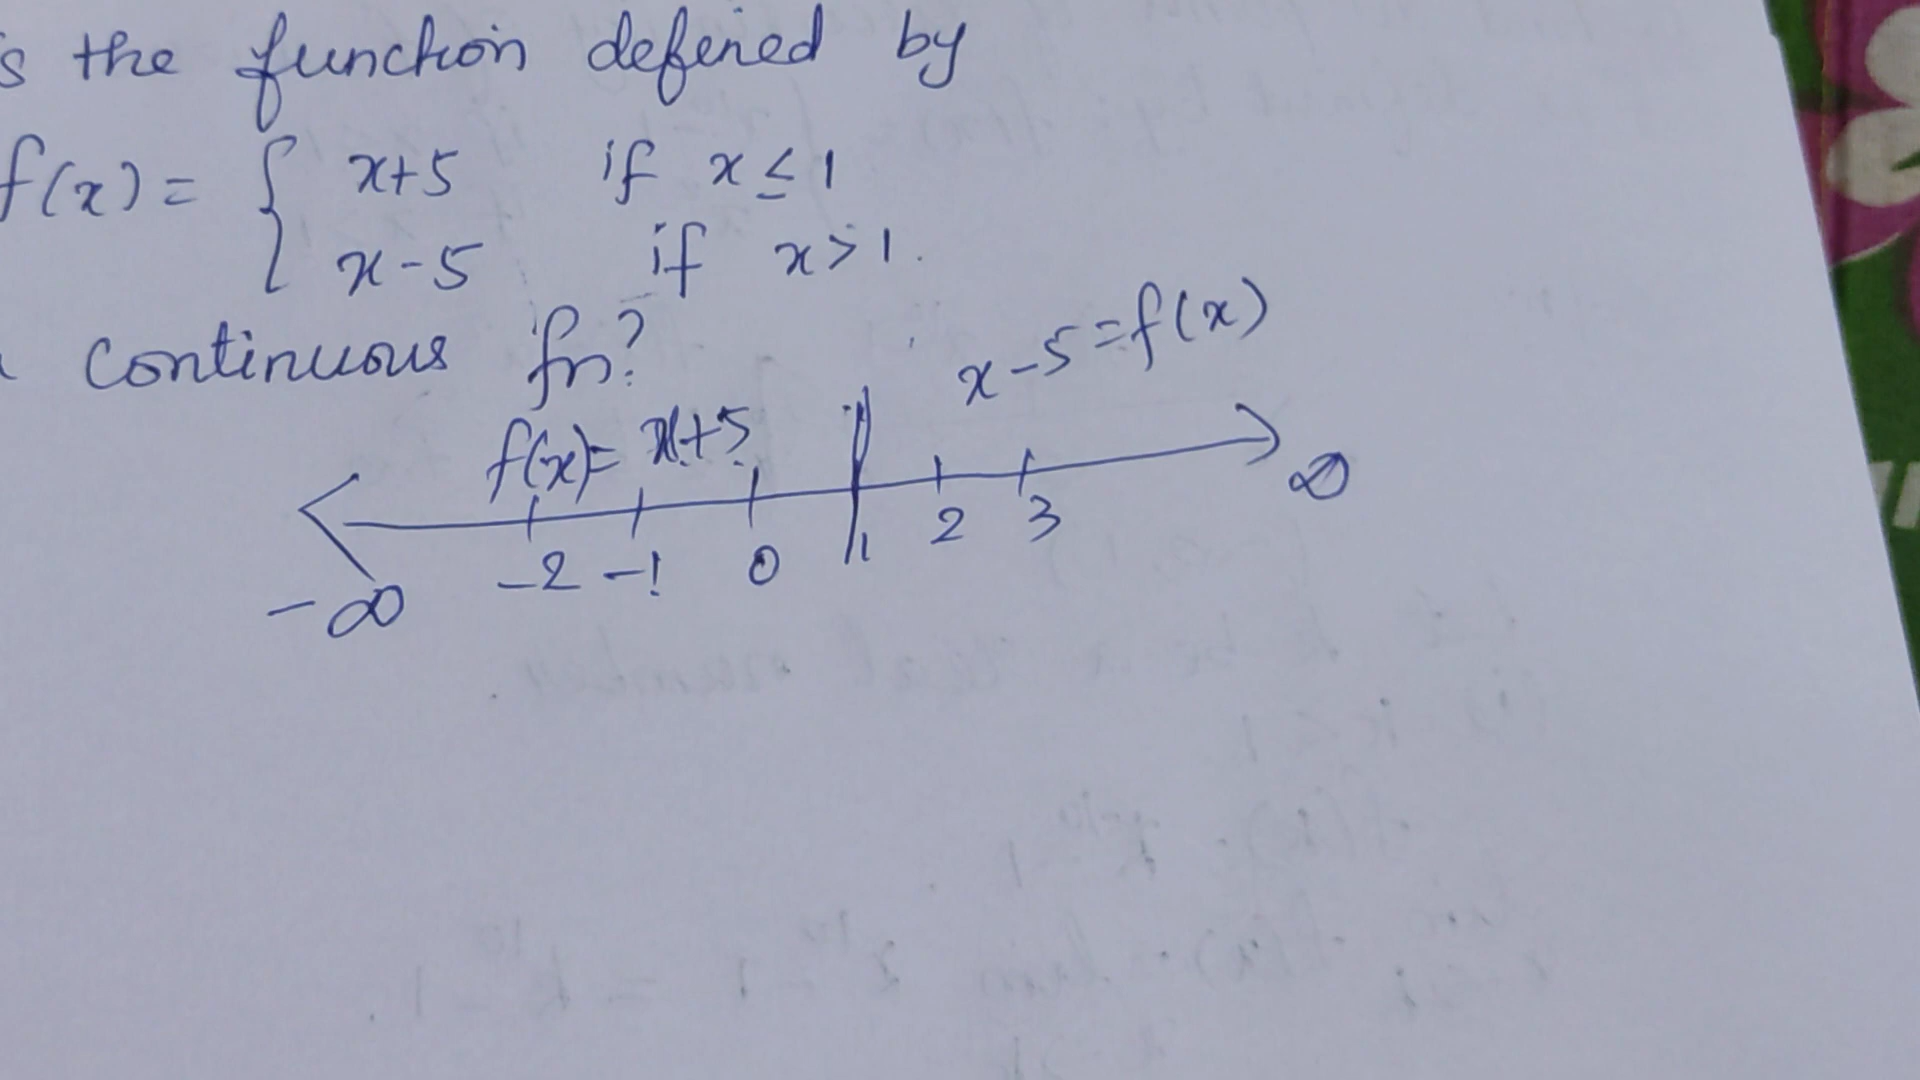 s the function defined by
f(x) = { x+5 if x ≤ 1
x-5 if x > 1.
continuous fn?
x-5 = f(x)
f(x) = x+5
-2 -1 0 1 2 3 ∞
-∞